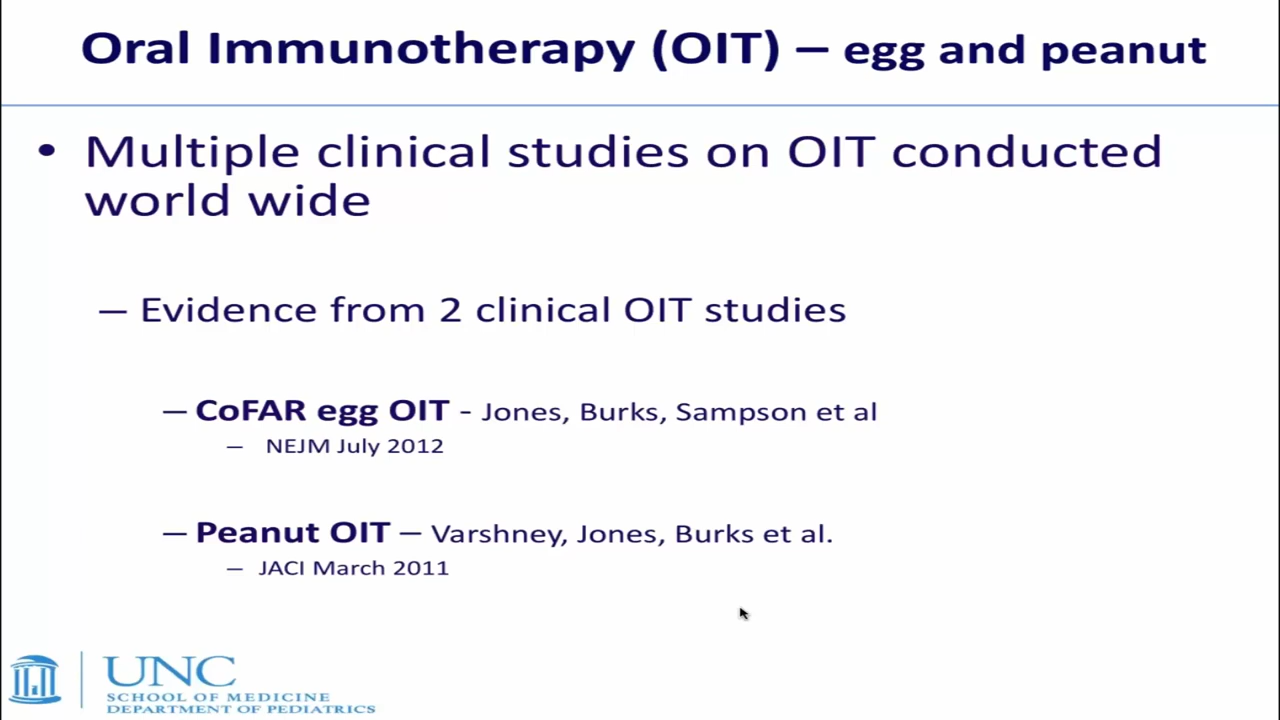 Oral Immunotherapy (OIT) – egg and peanut
• Multiple clinical studies on OIT conducted
world wide
– Evidence from 2 clinical OIT studies
– CoFAR egg OIT - Jones, Burks, Sampson et al
– NEJM July 2012
– Peanut OIT – Varshney, Jones, Burks et al.
– JACI March 2011
UNC
SCHOOL OF MEDICINE
DEPARTMENT OF PEDIATRICS